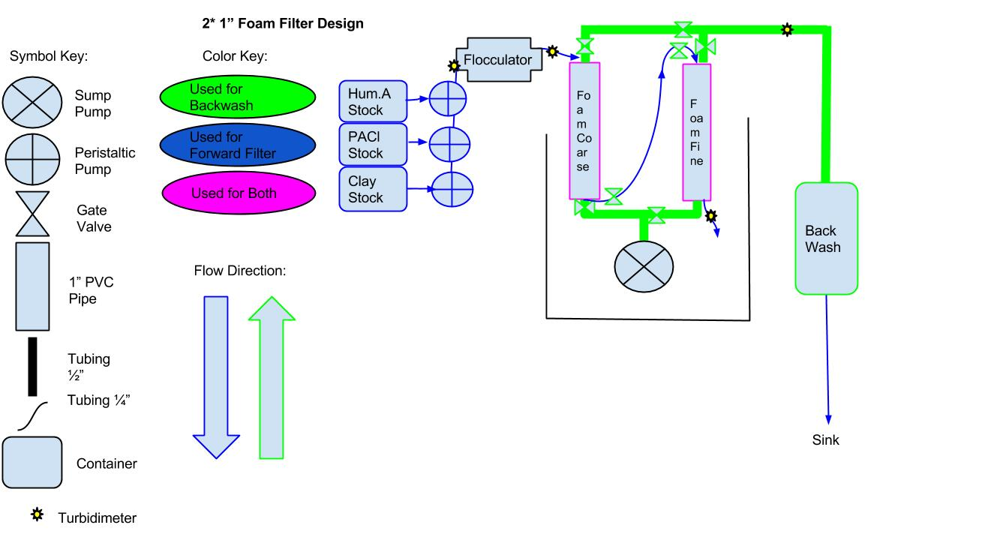 2* 1” Foam Filter Design
Symbol Key:
Sump
Pump
Peristaltic
Pump
Gate
Valve
1” PVC
Pipe
Tubing
½”
Tubing ¼”
Container
Turbidimeter
Color Key:
Used for
Backwash
Used for
Forward Filter
Used for Both
Flow Direction:
Hum.A
Stock
PACl
Stock
Clay
Stock
Flocculator
Fo
a
m
Co
ar
se
F
oa
m
Fi
ne
Back
Wash
Sink